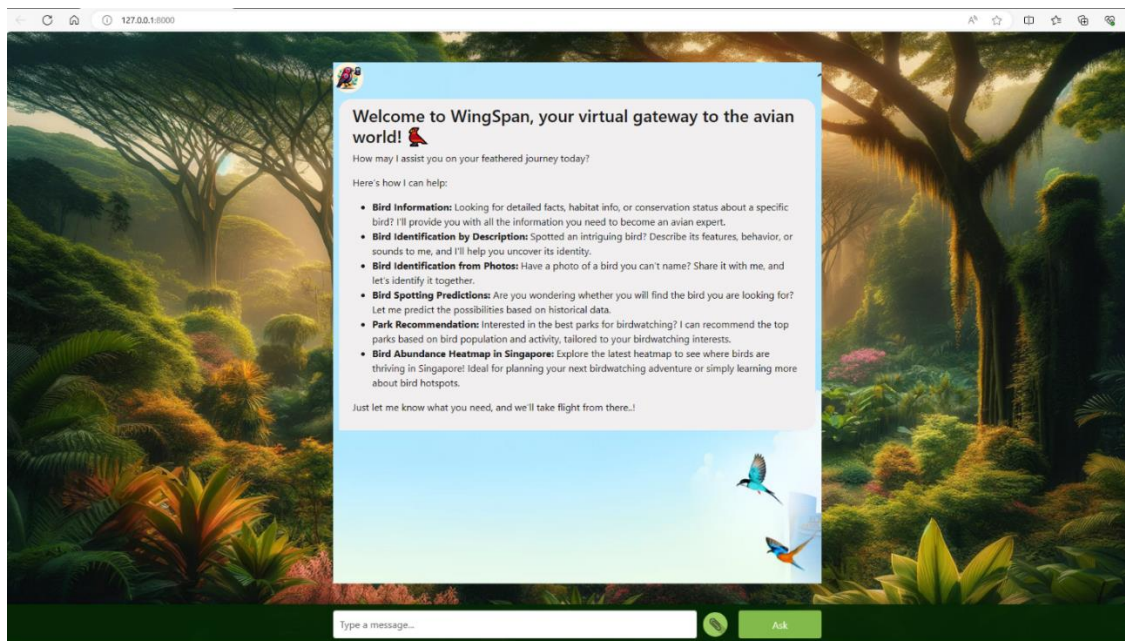 127.0.0.1:8000
Welcome to WingSpan, your virtual gateway to the avian
world!
How may I assist you on your feathered journey today?
Here's how I can help:
Bird Information: Looking for detailed facts, habitat info, or conservation status about a specific
bird? I'll provide you with all the information you need to become an avian expert.
Bird Identification by Description: Spotted an intriguing bird? Describe its features, behavior, or
sounds to me, and I'll help you uncover its identity.
Bird Identification from Photos: Have a photo of a bird you can't name? Share it with me, and
let's identify it together.
Bird Spotting Predictions: Are you wondering whether you will find the bird you are looking for?
Let me predict the possibilities based on historical data.
Park Recommendation: Interested in the best parks for birdwatching? I can recommend the top
parks based on bird population and activity, tailored to your birdwatching interests.
Bird Abundance Heatmap in Singapore: Explore the latest heatmap to see where birds are
thriving in Singapore! Ideal for planning your next birdwatching adventure or simply learning more
about bird hotspots.
Just let me know what you need, and we'll take flight from there..!
Type a message...
Ask